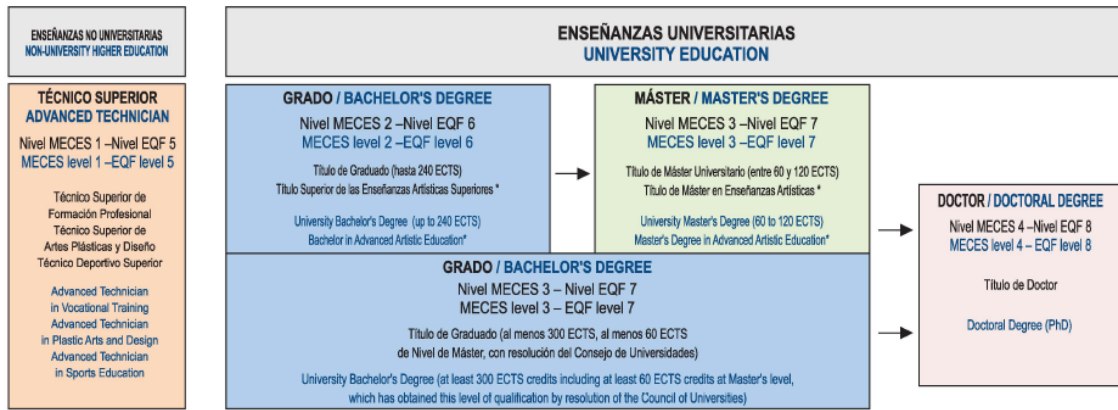 ENSEÑANZAS NO UNIVERSITARIAS
NON-UNIVERSITY HIGHER EDUCATION
ENSEÑANZAS UNIVERSITARIAS
UNIVERSITY EDUCATION
TÉCNICO SUPERIOR
ADVANCED TECHNICIAN
Nivel MECES 1 –Nivel EQF 5
MECES level 1 –EQF level 5
Técnico Superior de
Formación Profesional
Técnico Superior de
Artes Plásticas y Diseño
Técnico Deportivo Superior
Advanced Technician
in Vocational Training
Advanced Technician
in Plastic Arts and Design
Advanced Technician
in Sports Education
GRADO / BACHELOR'S DEGREE
Nivel MECES 2 –Nivel EQF 6
MECES level 2 –EQF level 6
Título de Graduado (hasta 240 ECTS)
Título Superior de las Enseñanzas Artísticas Superiores *
University Bachelor's Degree (up to 240 ECTS)
Bachelor in Advanced Artistic Education*
MÁSTER / MASTER'S DEGREE
Nivel MECES 3 –Nivel EQF 7
MECES level 3 –EQF level 7
Título de Máster Universitario (entre 60 y 120 ECTS)
Título de Máster en Enseñanzas Artísticas *
University Master's Degree (60 to 120 ECTS)
Master's Degree in Advanced Artistic Education*
GRADO / BACHELOR'S DEGREE
Nivel MECES 3 – Nivel EQF 7
MECES level 3 – EQF level 7
Título de Graduado (al menos 300 ECTS, al menos 60 ECTS
de Nivel de Máster, con resolución del Consejo de Universidades)
University Bachelor's Degree (at least 300 ECTS credits including at least 60 ECTS credits at Master's level,
which has obtained this level of qualification by resolution of the Council of Universities)
DOCTOR / DOCTORAL DEGREE
Nivel MECES 4 –Nivel EQF 8
MECES level 4 – EQF level 8
Título de Doctor
Doctoral Degree (PhD)